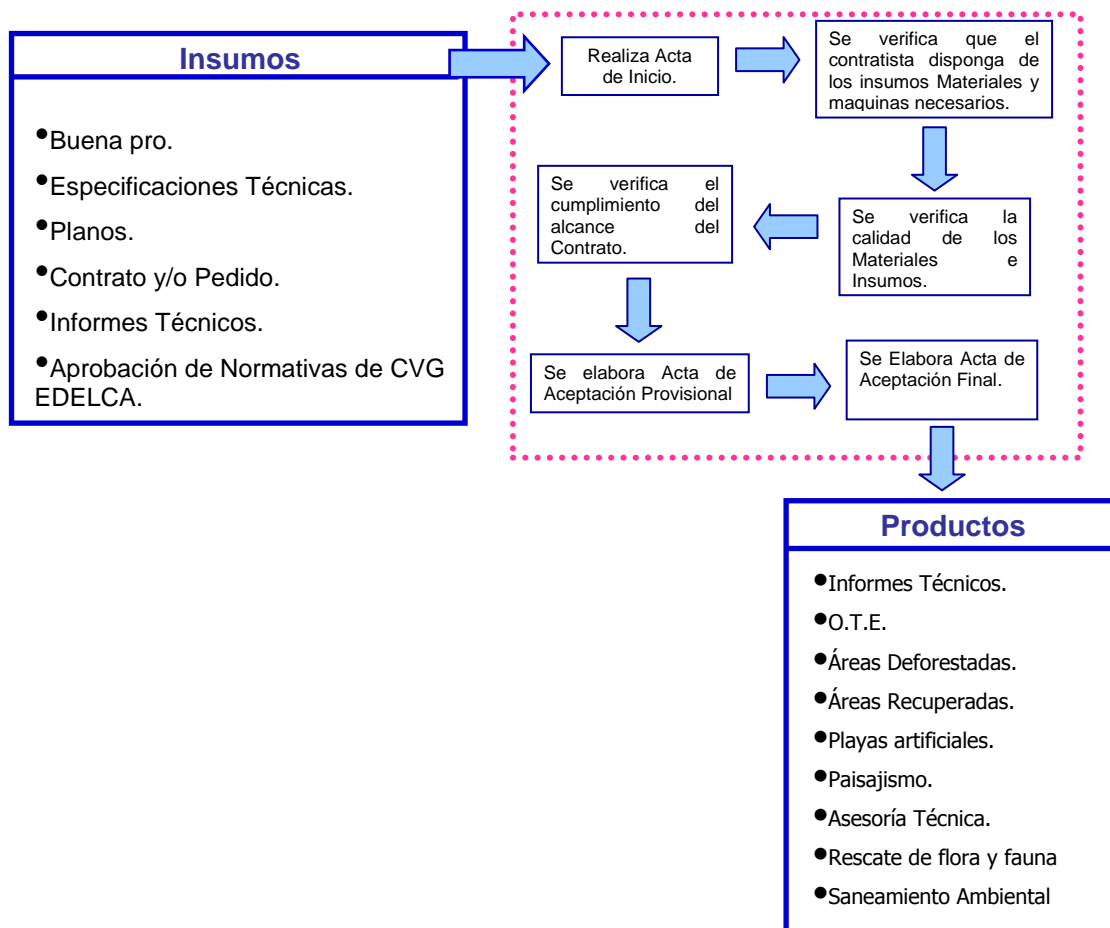 Insumos
•Buena pro.
•Especificaciones Técnicas.
•Planos.
•Contrato y/o Pedido.
•Informes Técnicos.
•Aprobación de Normativas de CVG
EDELCA.
Realiza Acta
de Inicio.
Se verifica que el
contratista disponga de
los insumos Materiales y
maquinas necesarios.
Se verifica la
calidad de los
Materiales e
Insumos.
Se verifica el
cumplimiento del
alcance del
Contrato.
Se elabora Acta de
Aceptación Provisional
Se Elabora Acta de
Aceptación Final.
Productos
•Informes Técnicos.
•O.T.E.
•Áreas Deforestadas.
•Áreas Recuperadas.
•Playas artificiales.
•Paisajismo.
•Asesoría Técnica.
•Rescate de flora y fauna
•Saneamiento Ambiental